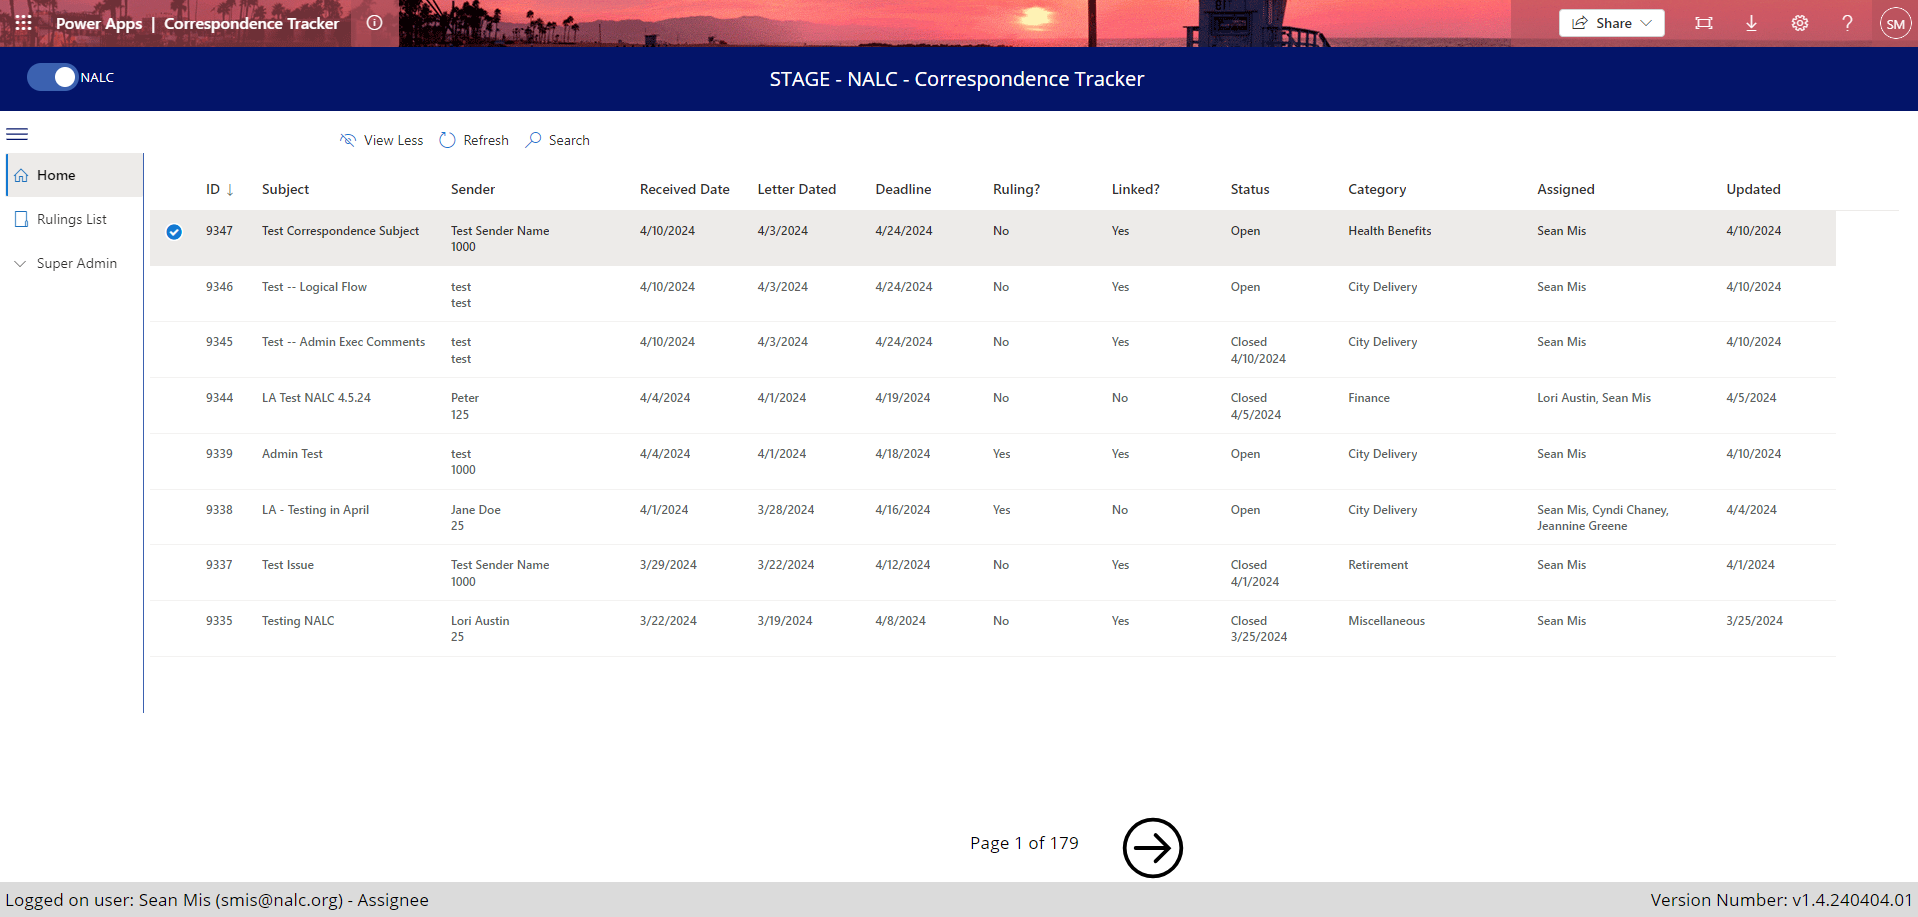 Power Apps | Correspondence Tracker
Share
SM
NALC
STAGE - NALC - Correspondence Tracker
View Less Refresh Search
Home
Rulings List
Super Admin
ID ↓ Subject Sender Received Date Letter Dated Deadline Ruling? Linked? Status Category Assigned Updated
9347 Test Correspondence Subject Test Sender Name 4/10/2024 4/3/2024 4/24/2024 No Yes Open Health Benefits Sean Mis 4/10/2024
1000
9346 Test -- Logical Flow test 4/10/2024 4/3/2024 4/24/2024 No Yes Open City Delivery Sean Mis 4/10/2024
test
9345 Test -- Admin Exec Comments test 4/10/2024 4/3/2024 4/24/2024 No Yes Closed City Delivery Sean Mis 4/10/2024
test 4/10/2024
9344 LA Test NALC 4.5.24 Peter 4/4/2024 4/1/2024 4/19/2024 No No Closed Finance Lori Austin, Sean Mis 4/5/2024
125 4/5/2024
9339 Admin Test test 4/4/2024 4/1/2024 4/18/2024 Yes Yes Open City Delivery Sean Mis 4/10/2024
1000
9338 LA - Testing in April Jane Doe 4/1/2024 3/28/2024 4/16/2024 Yes No Open City Delivery Sean Mis, Cyndi Chaney, 4/4/2024
25 Jeannine Greene
9337 Test Issue Test Sender Name 3/29/2024 3/22/2024 4/12/2024 No Yes Closed Retirement Sean Mis 4/1/2024
1000 4/1/2024
9335 Testing NALC Lori Austin 3/22/2024 3/19/2024 4/8/2024 No Yes Closed Miscellaneous Sean Mis 3/25/2024
25 3/25/2024
Page 1 of 179
Logged on user: Sean Mis (smis@nalc.org) - Assignee
Version Number: v1.4.240404.01